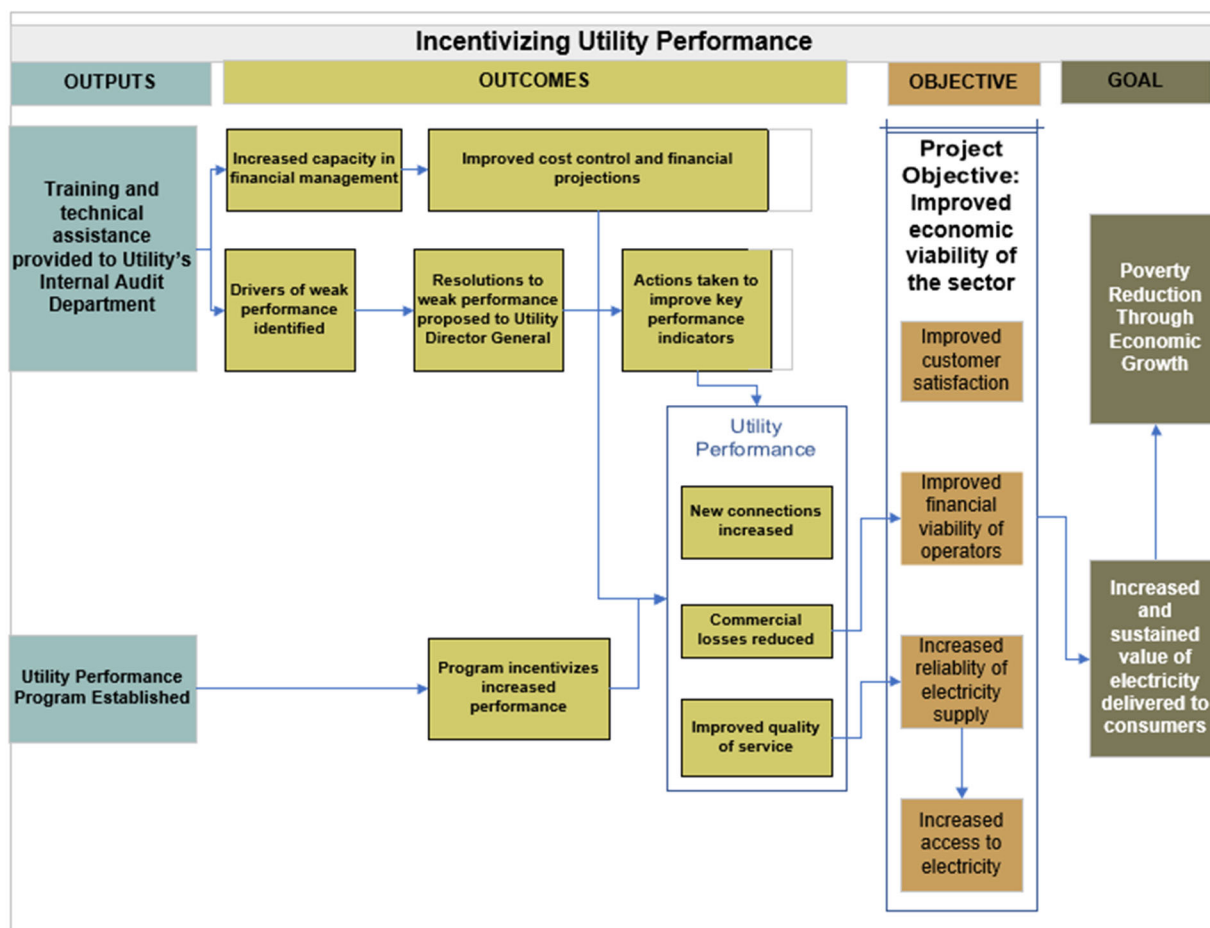 Incentivizing Utility Performance
OUTPUTS
OUTCOMES
OBJECTIVE
GOAL
Training and
technical
assistance
provided to Utility's
Internal Audit
Department
Increased capacity in
financial management
Improved cost control and financial
projections
Drivers of weak
performance
identified
Resolutions to
weak performance
proposed to Utility
Director General
Actions taken to
improve key
performance
indicators
Utility
Performance
New connections
increased
Commercial
losses reduced
Improved quality
of service
Utility Performance
Program Established
Program incentivizes
increased
performance
Project
Objective:
Improved
economic
viability of
the sector
Improved
customer
satisfaction
Improved
financial
viability of
operators
Increased
reliablity of
electricity
supply
Increased
access to
electricity
Poverty
Reduction
Through
Economic
Growth
Increased
and
sustained
value of
electricity
delivered to
consumers